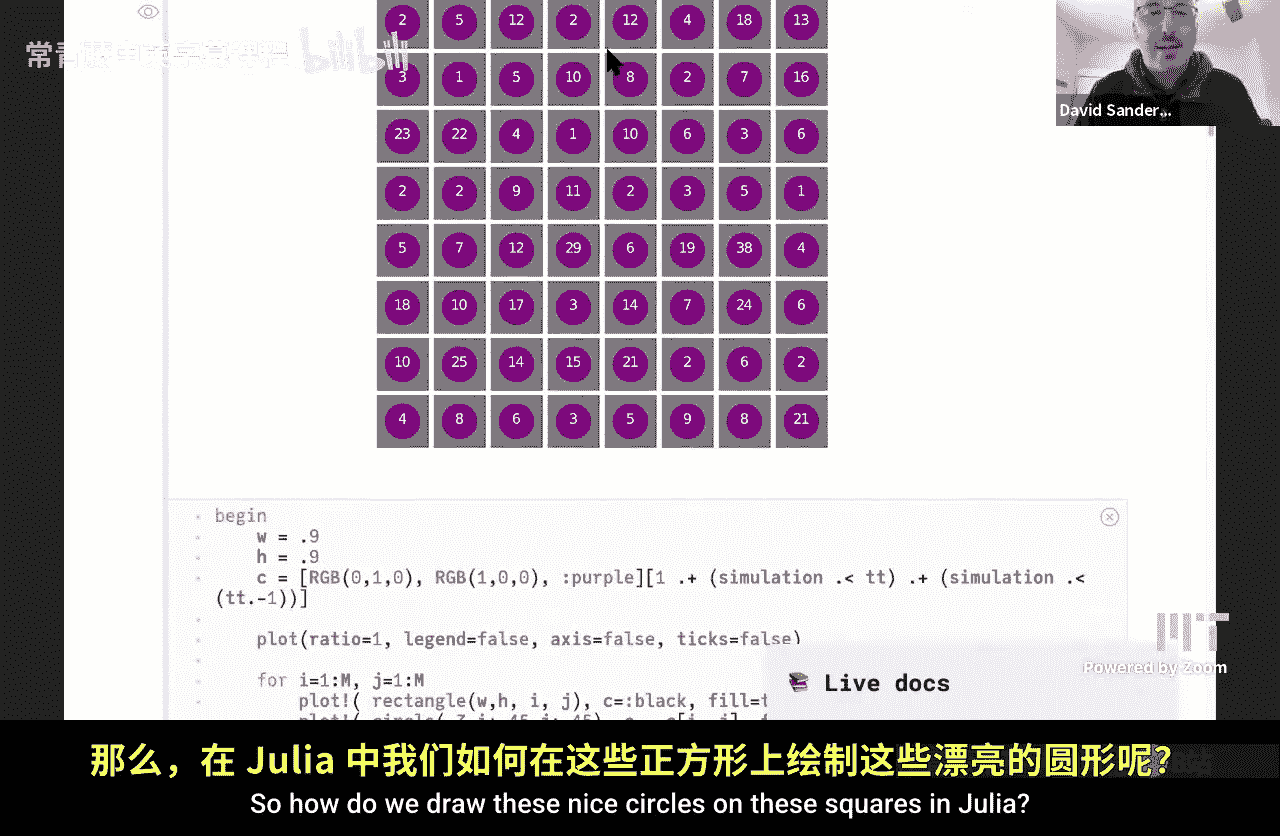 bilibili
David Sander...
2 5 12 2 12 4 18 13
3 1 5 10 8 2 7 16
23 22 4 1 10 6 3 6
2 2 9 11 2 3 5 1
5 7 12 29 6 19 38 4
18 10 17 3 14 7 24 6
10 25 14 15 21 2 6 2
4 8 6 3 5 9 8 21
begin
w = .9
h = .9
c = [RGB(0,1,0), RGB(1,0,0), :purple][1 .+ (simulation .< tt) .+ (simulation .<
(tt.-1))]
plot(ratio=1, legend=false, axis=false, ticks=false)
for i=1:M, j=1:M
plot!( rectangle(w,h, i, j), c=:black, fill=t
Live docs
MIT
Powered by Zoom
那么，在 Julia 中我们如何在这些正方形上绘制这些漂亮的圆形呢？
So how do we draw these nice circles on these squares in Julia?